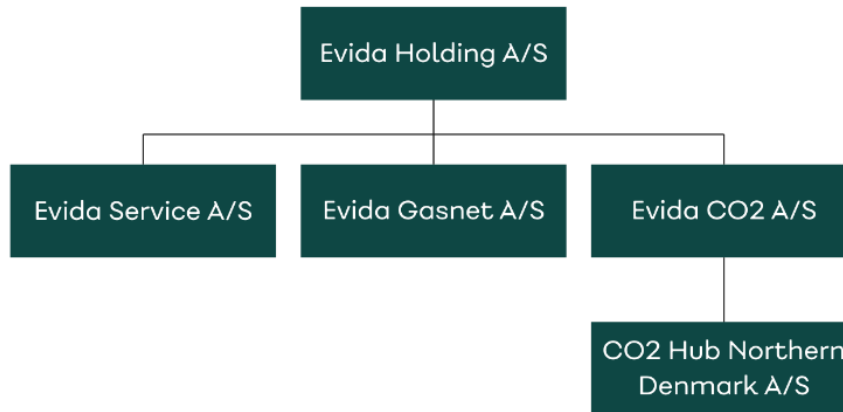 Evida Holding A/S
Evida Service A/S
Evida Gasnet A/S
Evida CO2 A/S
CO2 Hub Northern
Denmark A/S